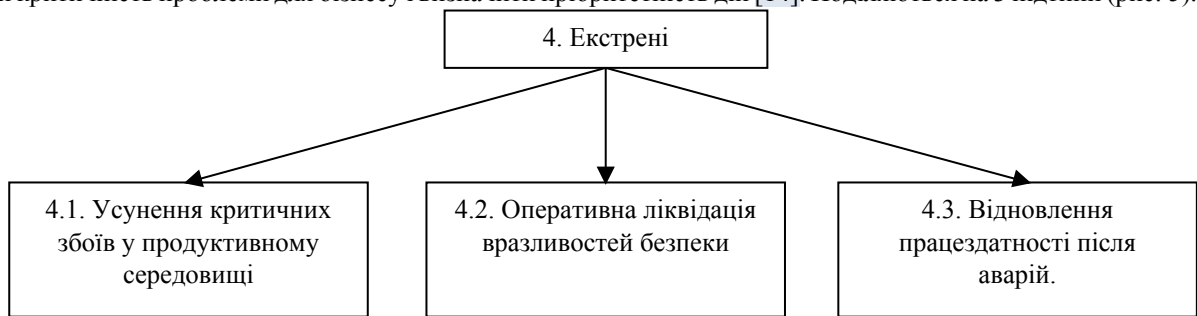 4. Екстрені
4.1. Усунення критичних
збоїв у продуктивному
середовищі
4.2. Оперативна ліквідація
вразливостей безпеки
4.3. Відновлення
працездатності після
аварій.